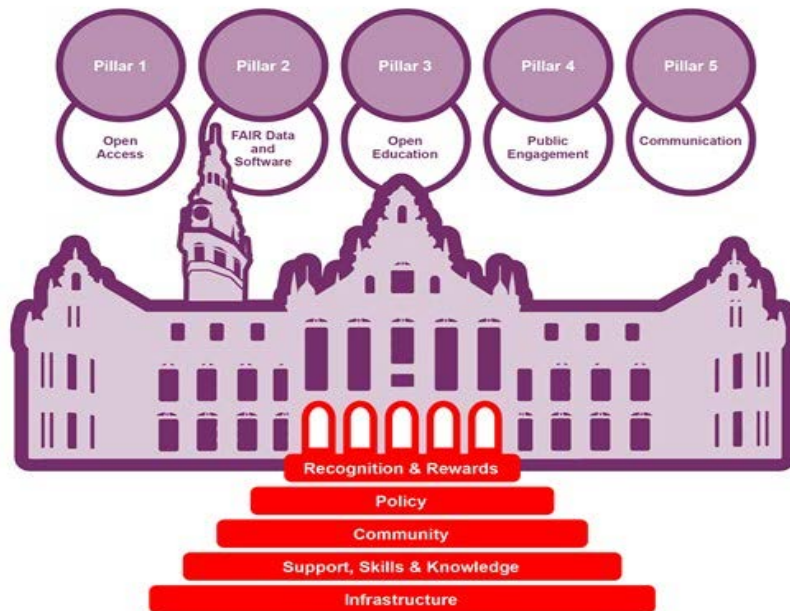 Pillar 1
Pillar 2
Pillar 3
Pillar 4
Pillar 5
Open
Access
FAIR Data
and
Software
Open
Education
Public
Engagement
Communication
Recognition & Rewards
Policy
Community
Support, Skills & Knowledge
Infrastructure